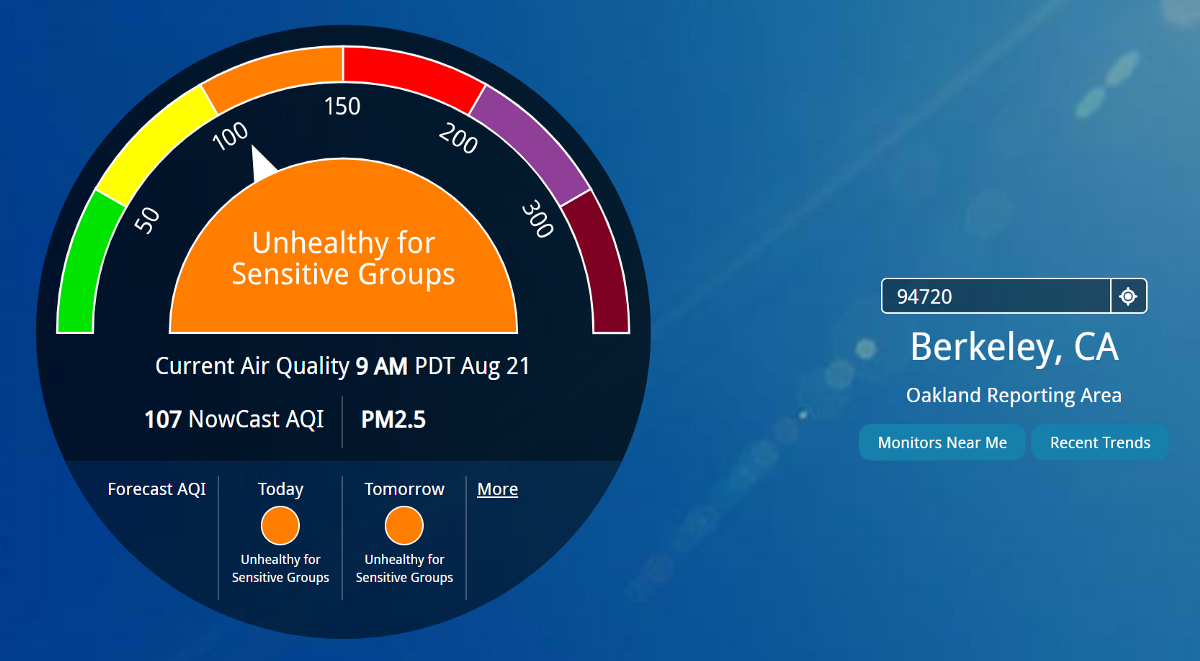 50
100
150
200
300
Unhealthy for
Sensitive Groups
Current Air Quality 9 AM PDT Aug 21
107 NowCast AQI
PM2.5
Forecast AQI
Today
Unhealthy for
Sensitive Groups
Tomorrow
Unhealthy for
Sensitive Groups
More
94720
Berkeley, CA
Oakland Reporting Area
Monitors Near Me
Recent Trends